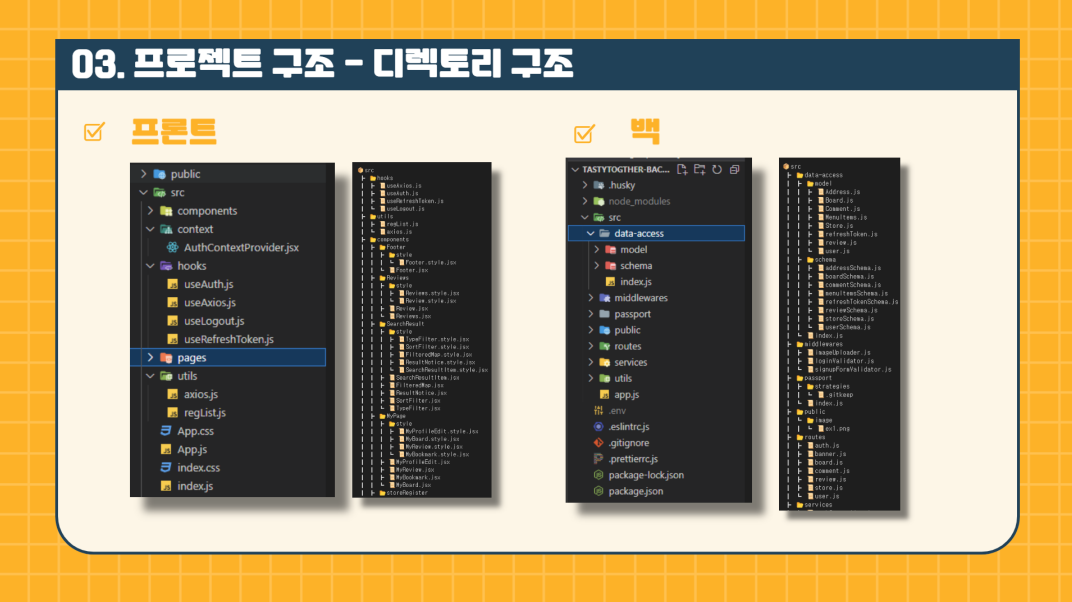 03. 프로젝트 구조 - 디렉토리 구조
프론트
public
src
components
context
AuthContextProvider.jsx
hooks
useAuth.js
useAxios.js
useLogout.js
useRefreshToken.js
pages
utils
axios.js
regList.js
App.css
App.js
index.css
index.js
src
hooks
useAxios.js
useAuth.js
useRefreshToken.js
useLogout.js
utils
regList.js
axios.js
components
Footer
style
Footer.style.jsx
Footer.jsx
Reviews
style
Reviews.style.jsx
Review.style.jsx
Review.jsx
Reviews.jsx
SearchResult
style
TypeFilter.style.jsx
SortFilter.style.jsx
FilteredMap.style.jsx
ResultNotice.style.jsx
SearchResultItem.style.jsx
SearchResultItem.jsx
FilteredMap.jsx
ResultNotice.jsx
SortFilter.jsx
TypeFilter.jsx
MyPage
style
MyProfileEdit.style.jsx
MyBoard.style.jsx
MyReview.style.jsx
MyBookmark.style.jsx
MyProfileEdit.jsx
MyReview.jsx
MyBookmark.jsx
MyBoard.jsx
storeRegister
백
TASTYTOGTHER-BAC...
.husky
node_modules
src
data-access
model
schema
index.js
middlewares
passport
public
routes
services
utils
app.js
.env
.eslintrc.js
.gitignore
.prettierrc.js
package-lock.json
package.json
src
data-access
model
Address.js
Board.js
Comment.js
MenuItems.js
Store.js
refreshToken.js
review.js
user.js
schema
addressSchema.js
boardSchema.js
commentSchema.js
menuItemsSchema.js
refreshTokenSchema.js
reviewSchema.js
storeSchema.js
userSchema.js
index.js
middlewares
imageUploader.js
loginValidator.js
signupFormValidator.js
passport
strategies
.gitkeep
index.js
public
image
ex1.png
routes
auth.js
banner.js
board.js
comment.js
review.js
store.js
user.js
services